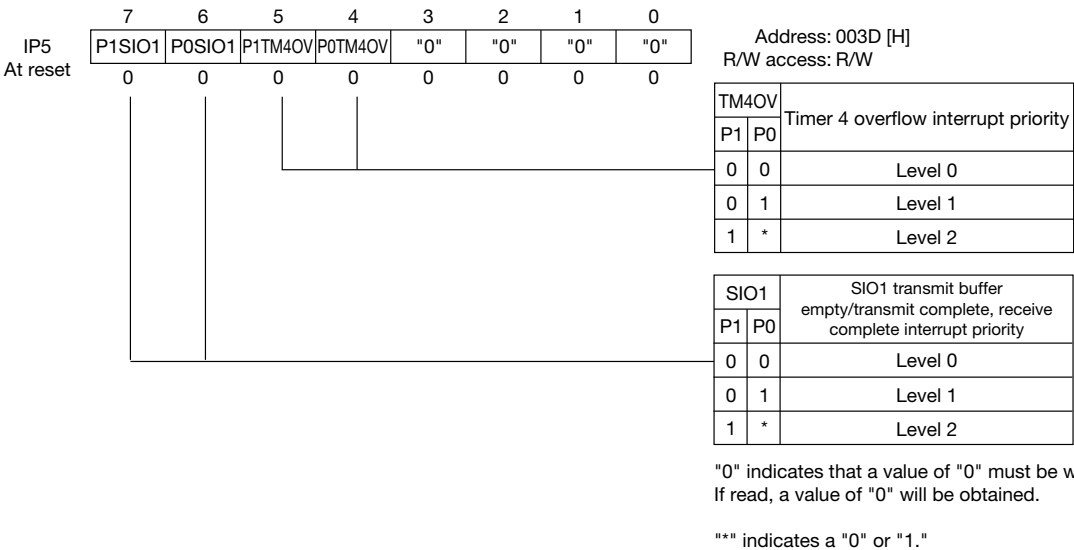 7 6 5 4 3 2 1 0
IP5 P1SIO1 P0SIO1 P1TM4OV P0TM4OV "0" "0" "0" "0"
At reset 0 0 0 0 0 0 0 0
Address: 003D [H]
R/W access: R/W
TM4OV Timer 4 overflow interrupt priority
P1 P0
0 0 Level 0
0 1 Level 1
1 * Level 2
SIO1 SIO1 transmit buffer
empty/transmit complete, receive
P1 P0 complete interrupt priority
0 0 Level 0
0 1 Level 1
1 * Level 2
"0" indicates that a value of "0" must be
If read, a value of "0" will be obtained.
"*" indicates a "0" or "1."